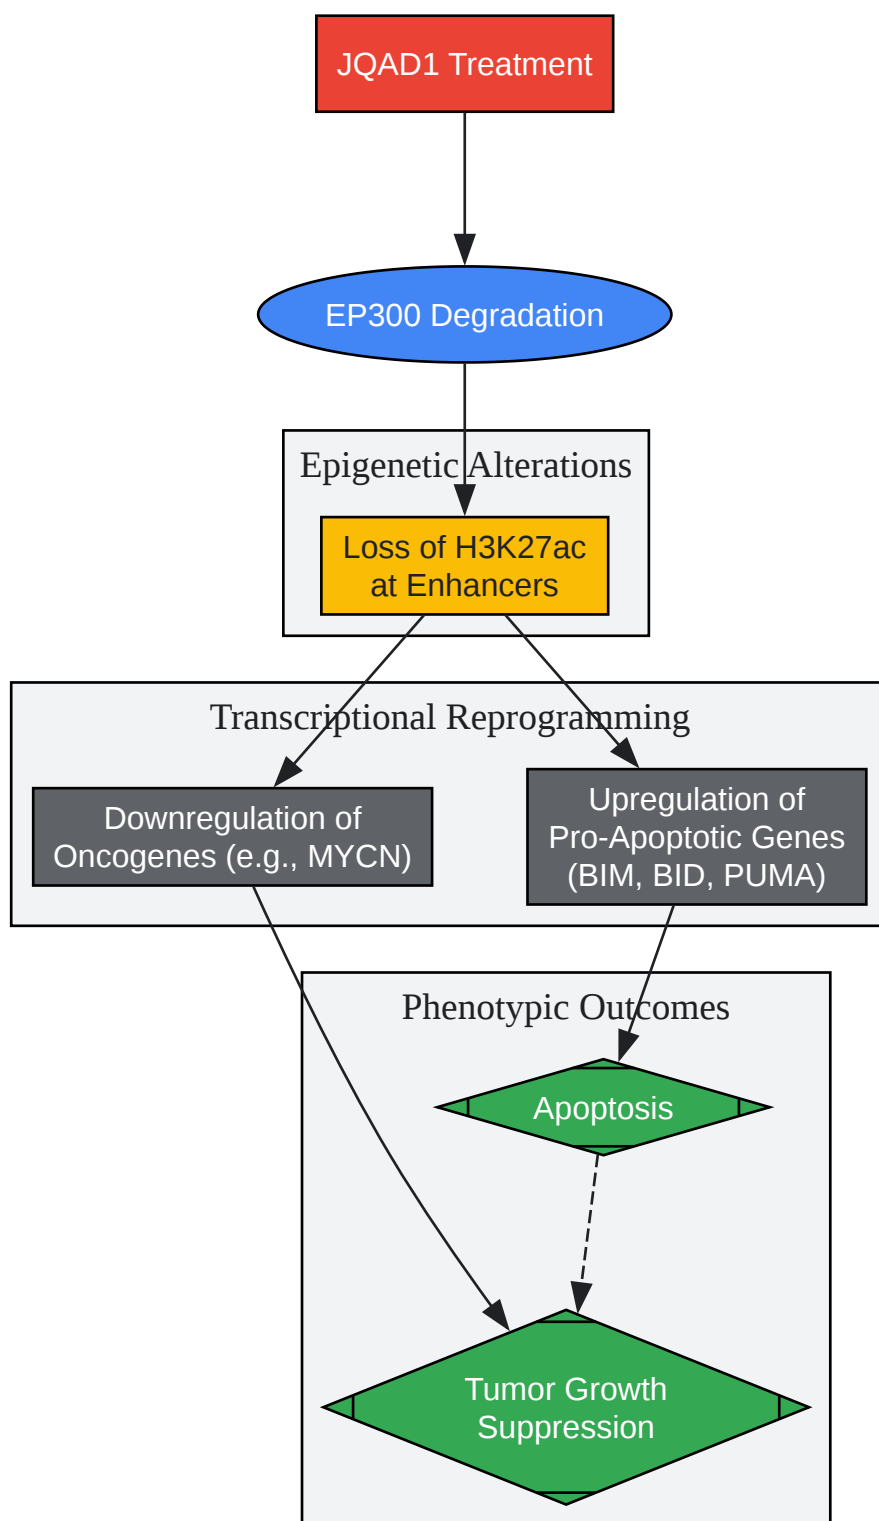 JQAD1 Treatment
EP300 Degradation
Epigenetic Alterations
Loss of H3K27ac
at Enhancers
Transcriptional Reprogramming
Downregulation of
Oncogenes (e.g., MYCN)
Upregulation of
Pro-Apoptotic Genes
(BIM, BID, PUMA)
Phenotypic Outcomes
Apoptosis
Tumor Growth
Suppression